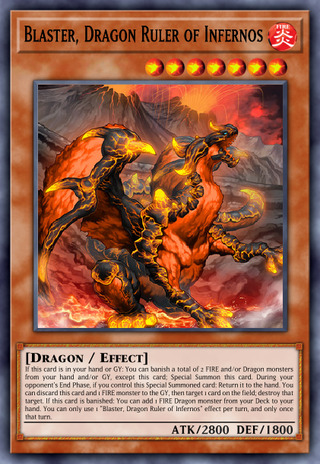 Blaster, Dragon Ruler of Infernos
FIRE
炎
[Dragon / Effect]
If this card is in your hand or GY: You can banish a total of 2 FIRE and/or Dragon monsters
from your hand and/or GY, except this card; Special Summon this card. During your
opponent's End Phase, if you control this Special Summoned card: Return it to the hand. You
can discard this card and 1 FIRE monster to the GY, then target 1 card on the field; destroy that
target. If this card is banished: You can add 1 FIRE Dragon monster from your Deck to your
hand. You can only use 1 "Blaster, Dragon Ruler of Infernos" effect per turn, and only once
that turn.
ATK/2800 DEF/1800